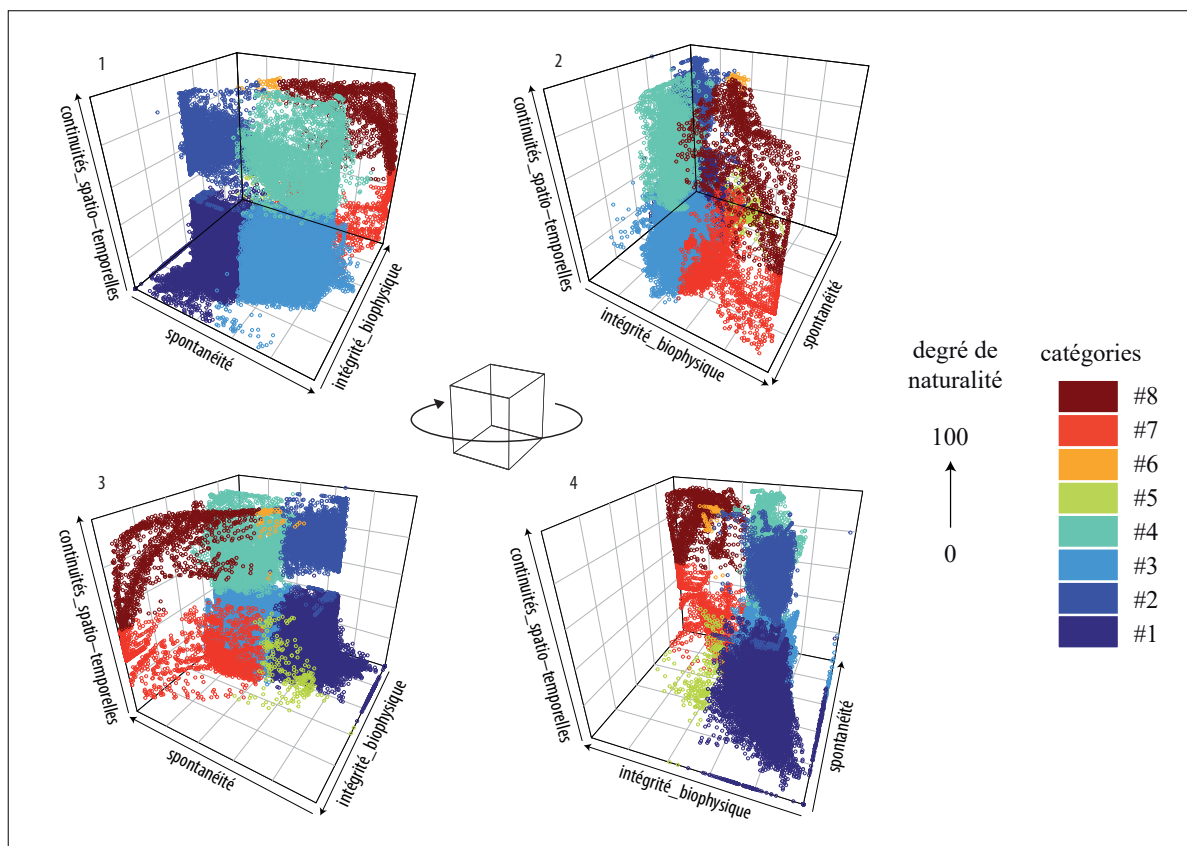 1
continuités_spatio-temporelles
spontanéité
intégrité_biophysique
2
continuités_spatio-temporelles
intégrité_biophysique
spontanéité
3
continuités_spatio-temporelles
spontanéité
intégrité_biophysique
4
continuités_spatio-temporelles
intégrité_biophysique
spontanéité
degré de
naturalité
100
0
catégories
#8
#7
#6
#5
#4
#3
#2
#1